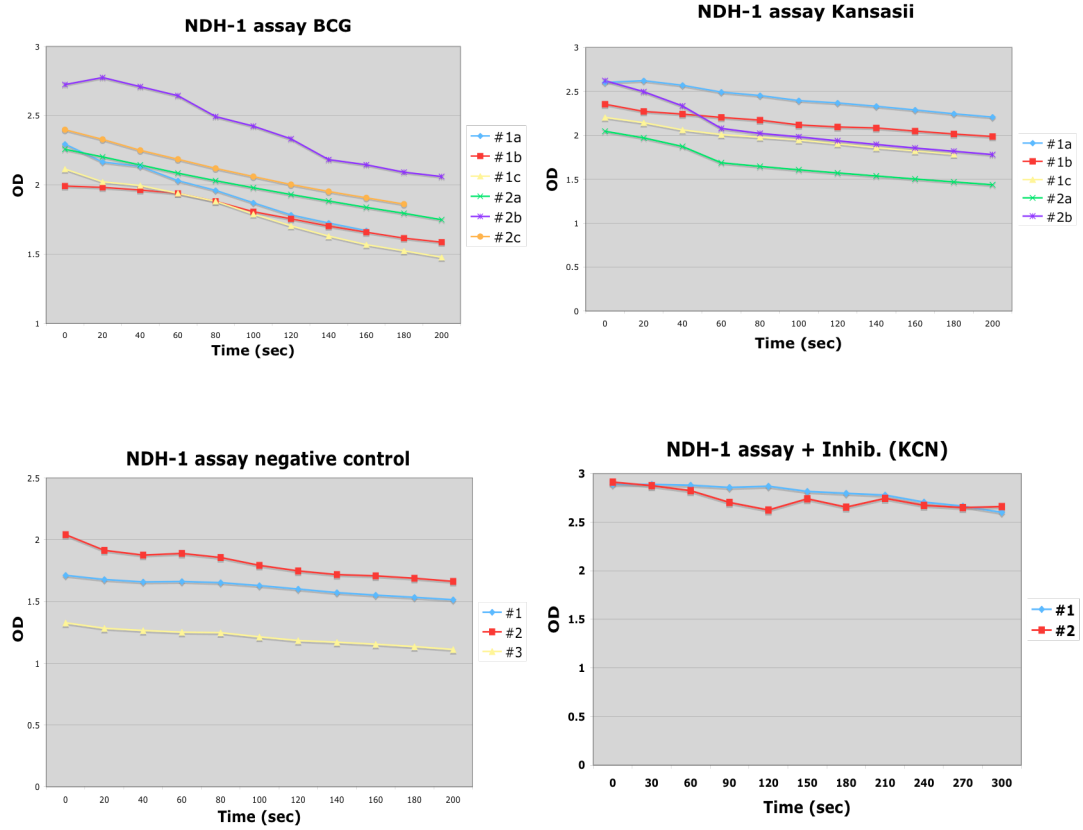 NDH-1 assay BCG
OD
3
2.5
2
1.5
1
0 20 40 60 80 100 120 140 160 180 200
Time (sec)
#1a
#1b
#1c
#2a
#2b
#2c
NDH-1 assay Kansasii
OD
3
2.5
2
1.5
1
0.5
0
0 20 40 60 80 100 120 140 160 180 200
Time (sec)
#1a
#1b
#1c
#2a
#2b
NDH-1 assay negative control
OD
2.5
2
1.5
1
0.5
0
0 20 40 60 80 100 120 140 160 180 200
Time (sec)
#1
#2
#3
NDH-1 assay + Inhib. (KCN)
OD
3
2.5
2
1.5
1
0.5
0
0 30 60 90 120 150 180 210 240 270 300
Time (sec)
#1
#2